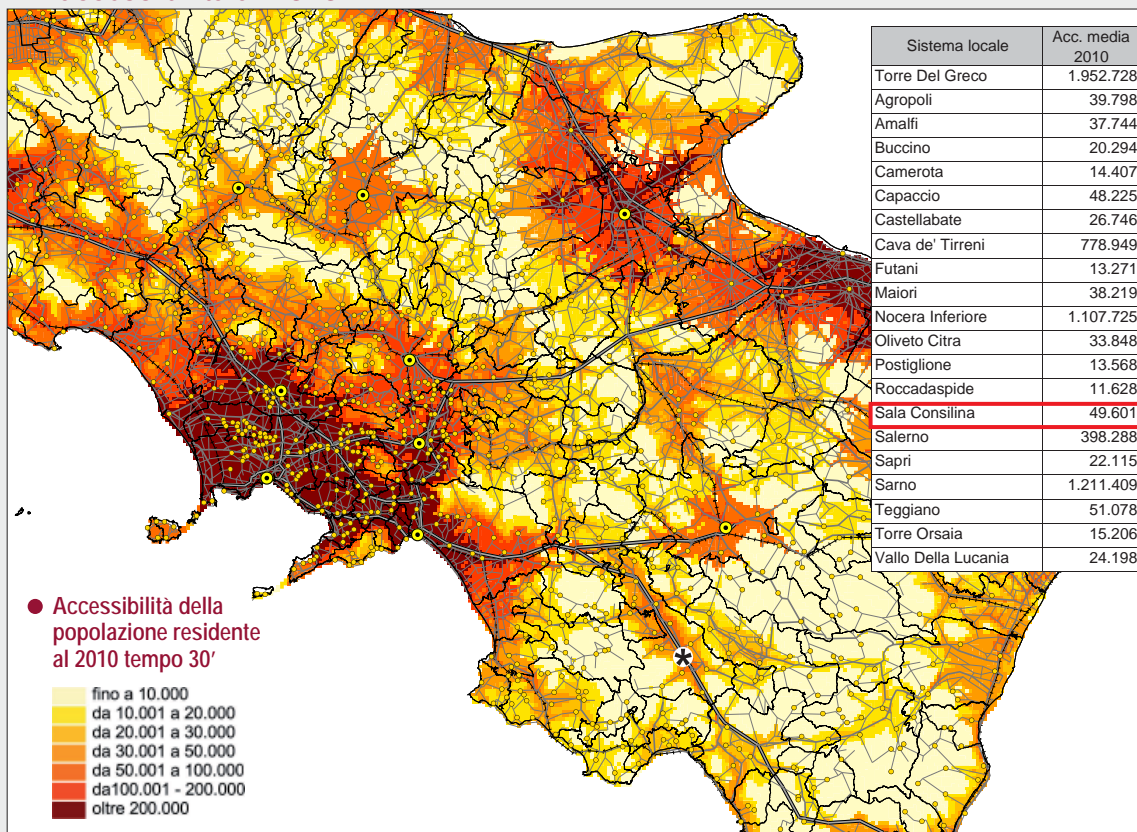 Sistema locale Acc. media 2010
Torre Del Greco 1.952.728
Agropoli 39.798
Amalfi 37.744
Buccino 20.294
Camerota 14.407
Capaccio 48.225
Castellabate 26.746
Cava de' Tirreni 778.949
Futani 13.271
Maiori 38.219
Nocera Inferiore 1.107.725
Oliveto Citra 33.848
Postiglione 13.568
Roccadaspide 11.628
Sala Consilina 49.601
Salerno 398.288
Sapri 22.115
Sarno 1.211.409
Teggiano 51.078
Torre Orsaia 15.206
Vallo Della Lucania 24.198
*
● Accessibilità della
popolazione residente
al 2010 tempo 30’
fino a 10.000
da 10.001 a 20.000
da 20.001 a 30.000
da 30.001 a 50.000
da 50.001 a 100.000
da100.001 - 200.000
oltre 200.000